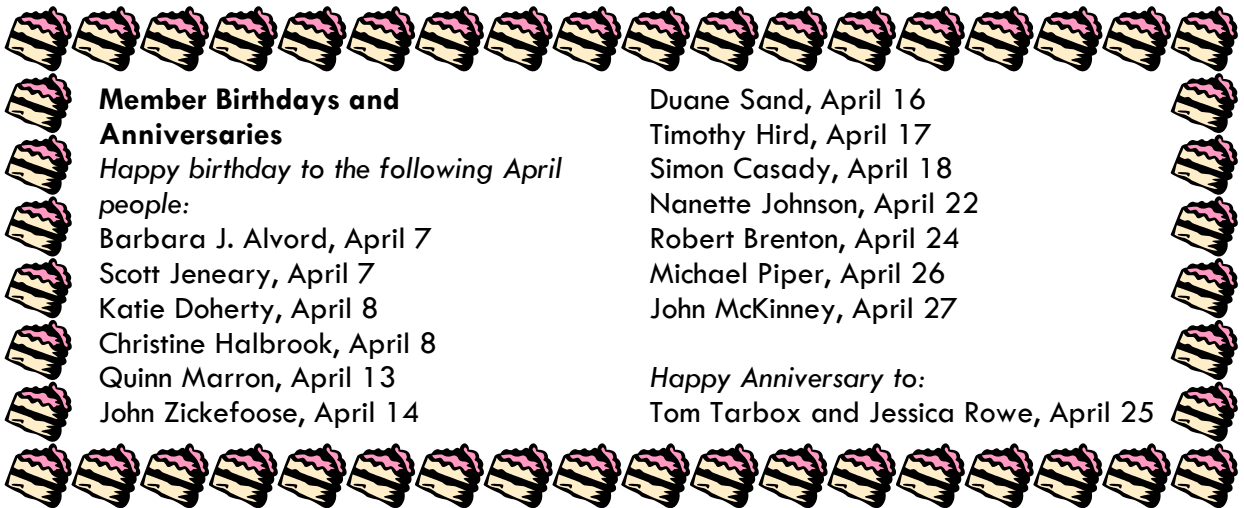 Member Birthdays and
Anniversaries
Happy birthday to the following April
people:
Barbara J. Alvord, April 7
Scott Jeneary, April 7
Katie Doherty, April 8
Christine Halbrook, April 8
Quinn Marron, April 13
John Zickefoose, April 14
Duane Sand, April 16
Timothy Hird, April 17
Simon Casady, April 18
Nanette Johnson, April 22
Robert Brenton, April 24
Michael Piper, April 26
John McKinney, April 27
Happy Anniversary to:
Tom Tarbox and Jessica Rowe, April 25